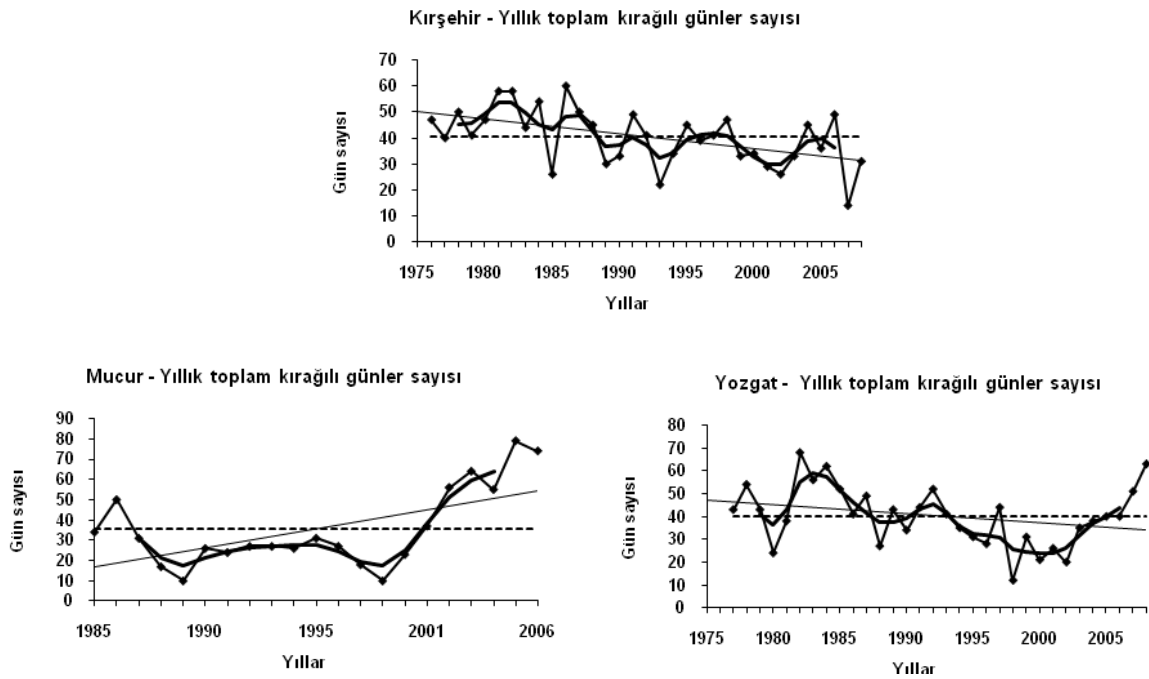 Kırşehir - Yıllık toplam kırağılı günler sayısı
70
60
50
40
30
20
10
0
Gün sayısı
1975 1980 1985 1990 1995 2000 2005
Yıllar
Mucur - Yıllık toplam kırağılı günler sayısı
90
80
70
60
50
40
30
20
10
0
Gün sayısı
1985 1990 1995 2001 2006
Yıllar
Yozgat - Yıllık toplam kırağılı günler sayısı
80
70
60
50
40
30
20
10
0
Gün sayısı
1975 1980 1985 1990 1995 2000 2005
Yıllar